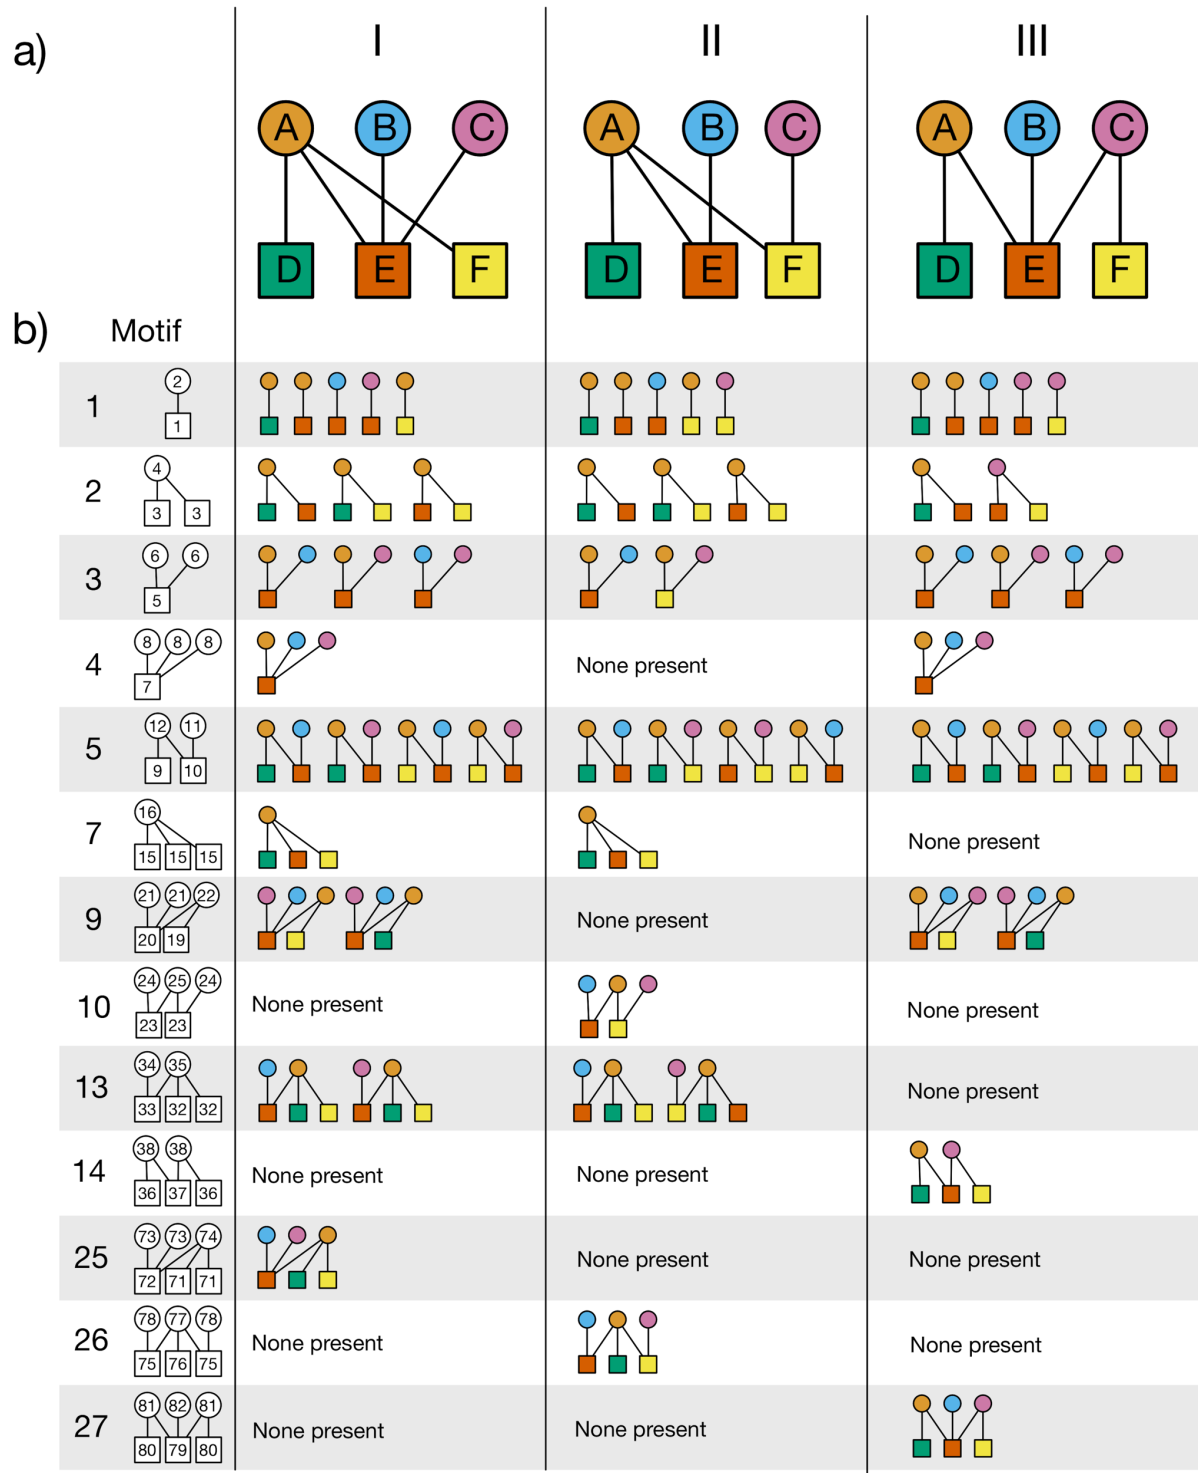 a)
I II III
A B C A B C A B C
D E F D E F D E F
b) Motif
1 2 1
2 4 3 3
3 6 6 5
4 8 8 8 7 None present
5 12 11 9 10
7 16 15 15 15 None present
9 21 21 22 20 19 None present
10 24 25 24 23 23 None present None present
13 34 35 33 32 32 None present
14 38 38 36 37 36 None present None present
25 73 73 74 72 71 71 None present None present
26 78 77 78 75 76 75 None present None present
27 81 82 81 80 79 80 None present None present